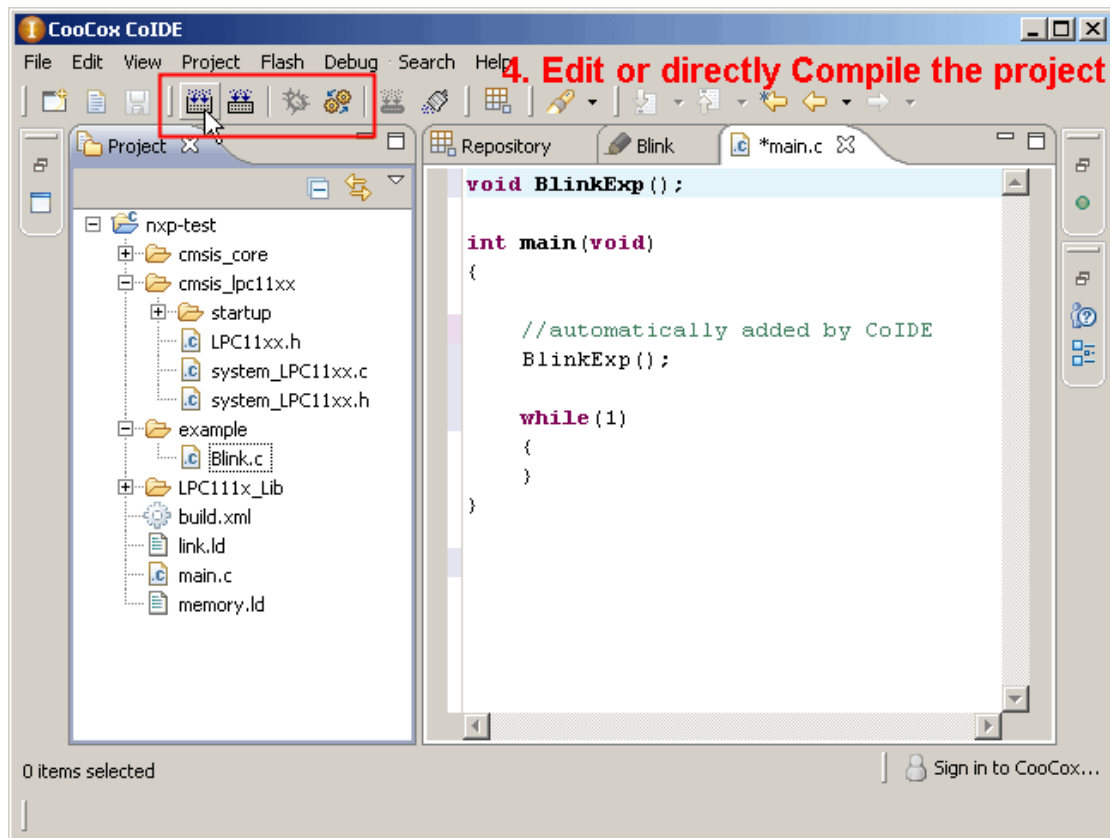 CooCox CoIDE
File Edit View Project Flash Debug Search Help
4. Edit or directly Compile the project
Project
Repository Blink *main.c
nxp-test
cmsis_core
cmsis_lpc11xx
startup
LPC11xx.h
system_LPC11xx.c
system_LPC11xx.h
example
Blink.c
LPC111x_Lib
build.xml
link.ld
main.c
memory.ld
void BlinkExp();
int main(void)
{
//automatically added by CoIDE
BlinkExp();
while(1)
{
}
}
0 items selected
Sign in to CooCox...